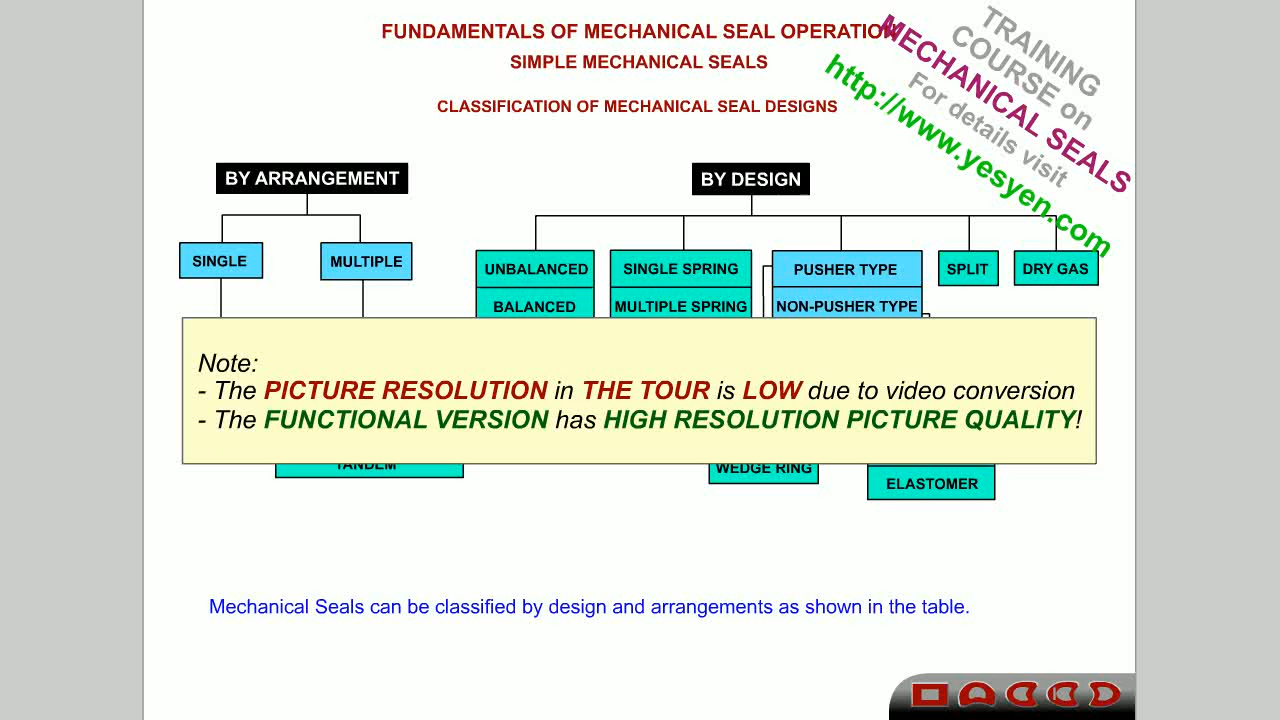 FUNDAMENTALS OF MECHANICAL SEAL OPERATION
SIMPLE MECHANICAL SEALS
CLASSIFICATION OF MECHANICAL SEAL DESIGNS
TRAINING
COURSE on
MECHANICAL SEALS
For details visit
http://www.yesyen.com
BY ARRANGEMENT
SINGLE
MULTIPLE
BY DESIGN
UNBALANCED
BALANCED
SINGLE SPRING
MULTIPLE SPRING
PUSHER TYPE
NON-PUSHER TYPE
SPLIT
DRY GAS
Note:
- The PICTURE RESOLUTION in THE TOUR is LOW due to video conversion
- The FUNCTIONAL VERSION has HIGH RESOLUTION PICTURE QUALITY!
TANDEM
WEDGE RING
ELASTOMER
Mechanical Seals can be classified by design and arrangements as shown in the table.